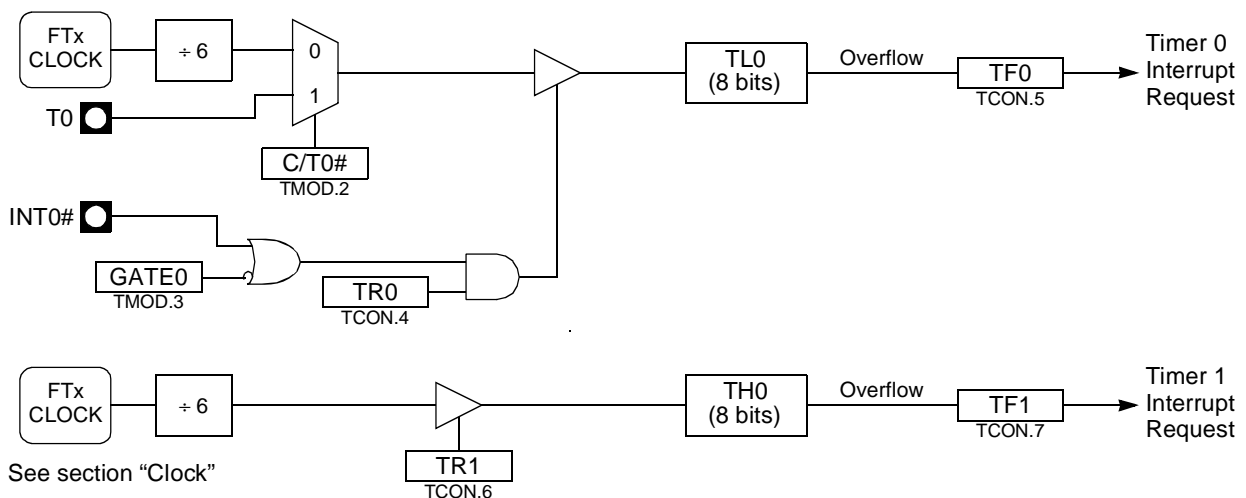 FTx
CLOCK
÷ 6
0
1
T0
C/T0#
TMOD.2
TL0
(8 bits)
Overflow
TF0
TCON.5
Timer 0
Interrupt
Request
INT0#
GATE0
TMOD.3
TR0
TCON.4
.
FTx
CLOCK
÷ 6
TR1
TCON.6
TH0
(8 bits)
Overflow
TF1
TCON.7
Timer 1
Interrupt
Request
See section “Clock”